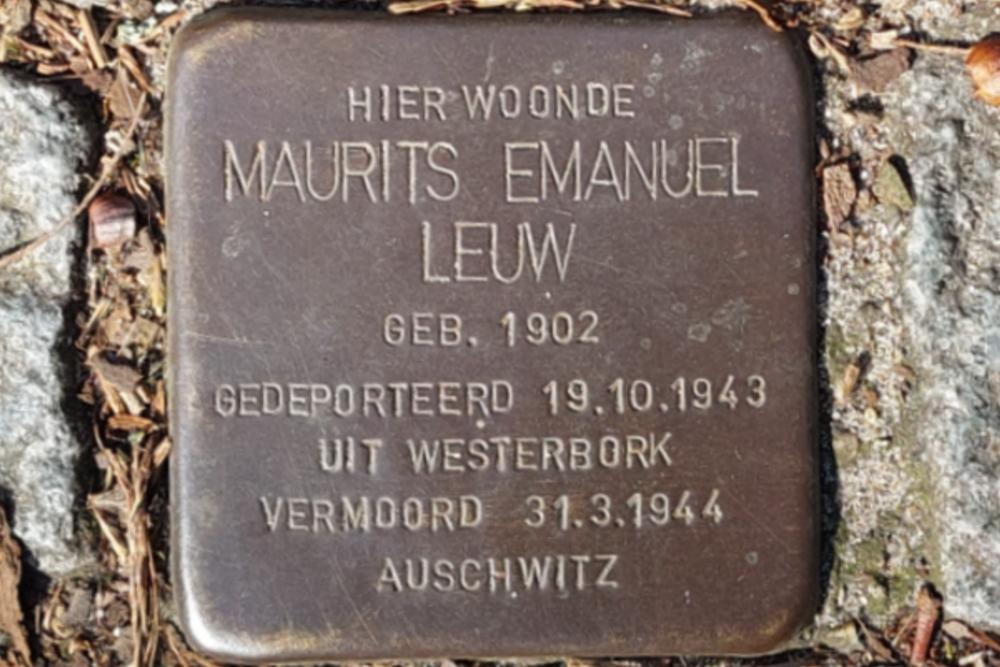 HIER WOONDE
MAURITS EMANUEL
LEUW
GEB. 1902
GEDEPORTEERD 19.10.1943
UIT WESTERBORK
VERMOORD 31.3.1944
AUSCHWITZ